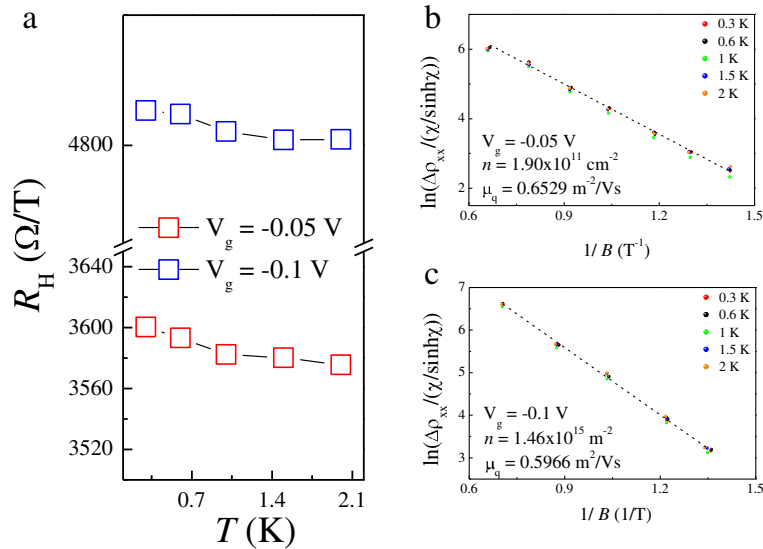 a
R_H (Ω/T)
4800
3640
3600
3560
3520
V_g = -0.05 V
V_g = -0.1 V
0.7
1.4
2.1
T (K)
b
ln(Δρ_xx/(χ/sinhχ))
6
5
4
3
2
0.3 K
0.6 K
1 K
1.5 K
2 K
V_g = -0.05 V
n = 1.90x10^11 cm^-2
μ_q = 0.6529 m^-2/Vs
0.6
0.9
1.2
1.5
1/ B (T^-1)
c
ln(Δρ_xx/(χ/sinhχ))
7
6
5
4
3
0.3 K
0.6 K
1 K
1.5 K
2 K
V_g = -0.1 V
n = 1.46x10^15 m^-2
μ_q = 0.5966 m^2/Vs
0.6
0.9
1.2
1.5
1/ B (1/T)